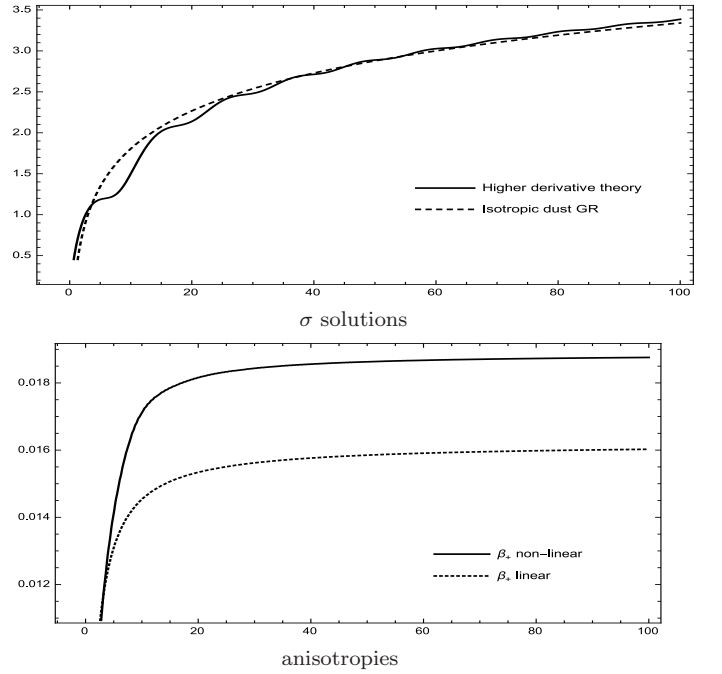 3.5
3.0
2.5
2.0
1.5
1.0
0.5
Higher derivative theory
Isotropic dust GR
0 20 40 60 80 100
σ solutions
0.018
0.016
0.014
0.012
β₊ non–linear
β₊ linear
0 20 40 60 80 100
anisotropies